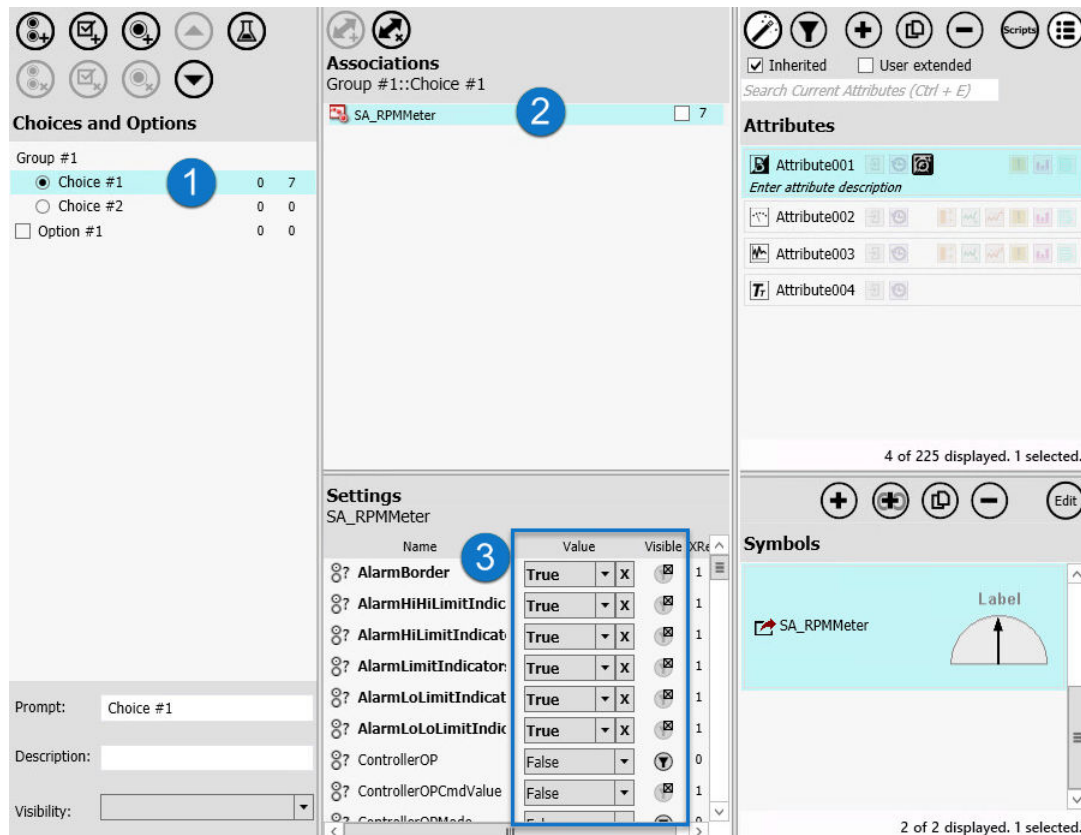 Choices and Options
Group #1
Choice #1 0 7
Choice #2 0 0
Option #1 0 0
1
Prompt: Choice #1
Description:
Visibility:
Associations
Group #1::Choice #1
SA_RPMMeter 7
2
Settings
SA_RPMMeter
Name Value Visible XRe
3
AlarmBorder True X 1
AlarmHiHiLimitIndic True X 1
AlarmHiLimitIndicat True X 1
AlarmLimitIndicator: True X 1
AlarmLoLimitIndicat True X 1
AlarmLoLoLimitIndic True X 1
ControllerOP False 0
ControllerOPCmdValue False 1
Scripts
Inherited User extended
Search Current Attributes (Ctrl + E)
Attributes
Attribute001
Enter attribute description
Attribute002
Attribute003
Attribute004
4 of 225 displayed. 1 selected.
Edit
Symbols
SA_RPMMeter
Label
2 of 2 displayed. 1 selected.